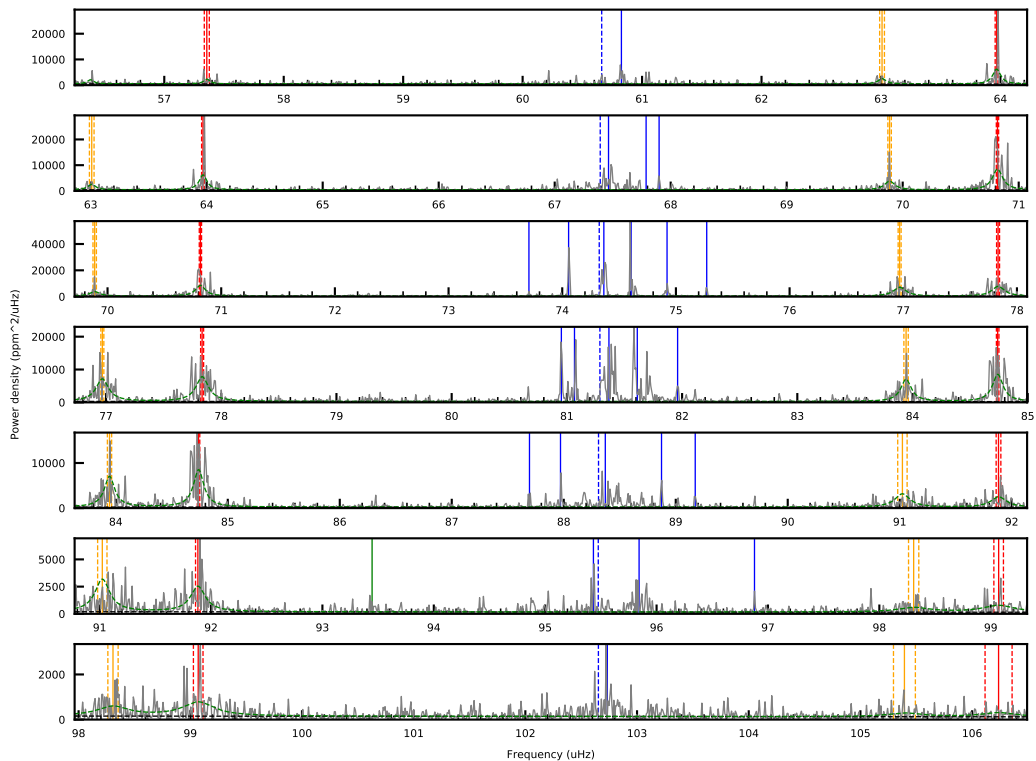 20000
10000
0
57 58 59 60 61 62 63 64
20000
10000
0
63 64 65 66 67 68 69 70 71
40000
20000
0
70 71 72 73 74 75 76 77 78
Power density (ppm^2/uHz)
20000
10000
0
77 78 79 80 81 82 83 84 85
10000
0
84 85 86 87 88 89 90 91 92
5000
2500
0
91 92 93 94 95 96 97 98 99
2000
0
98 99 100 101 102 103 104 105 106
Frequency (uHz)